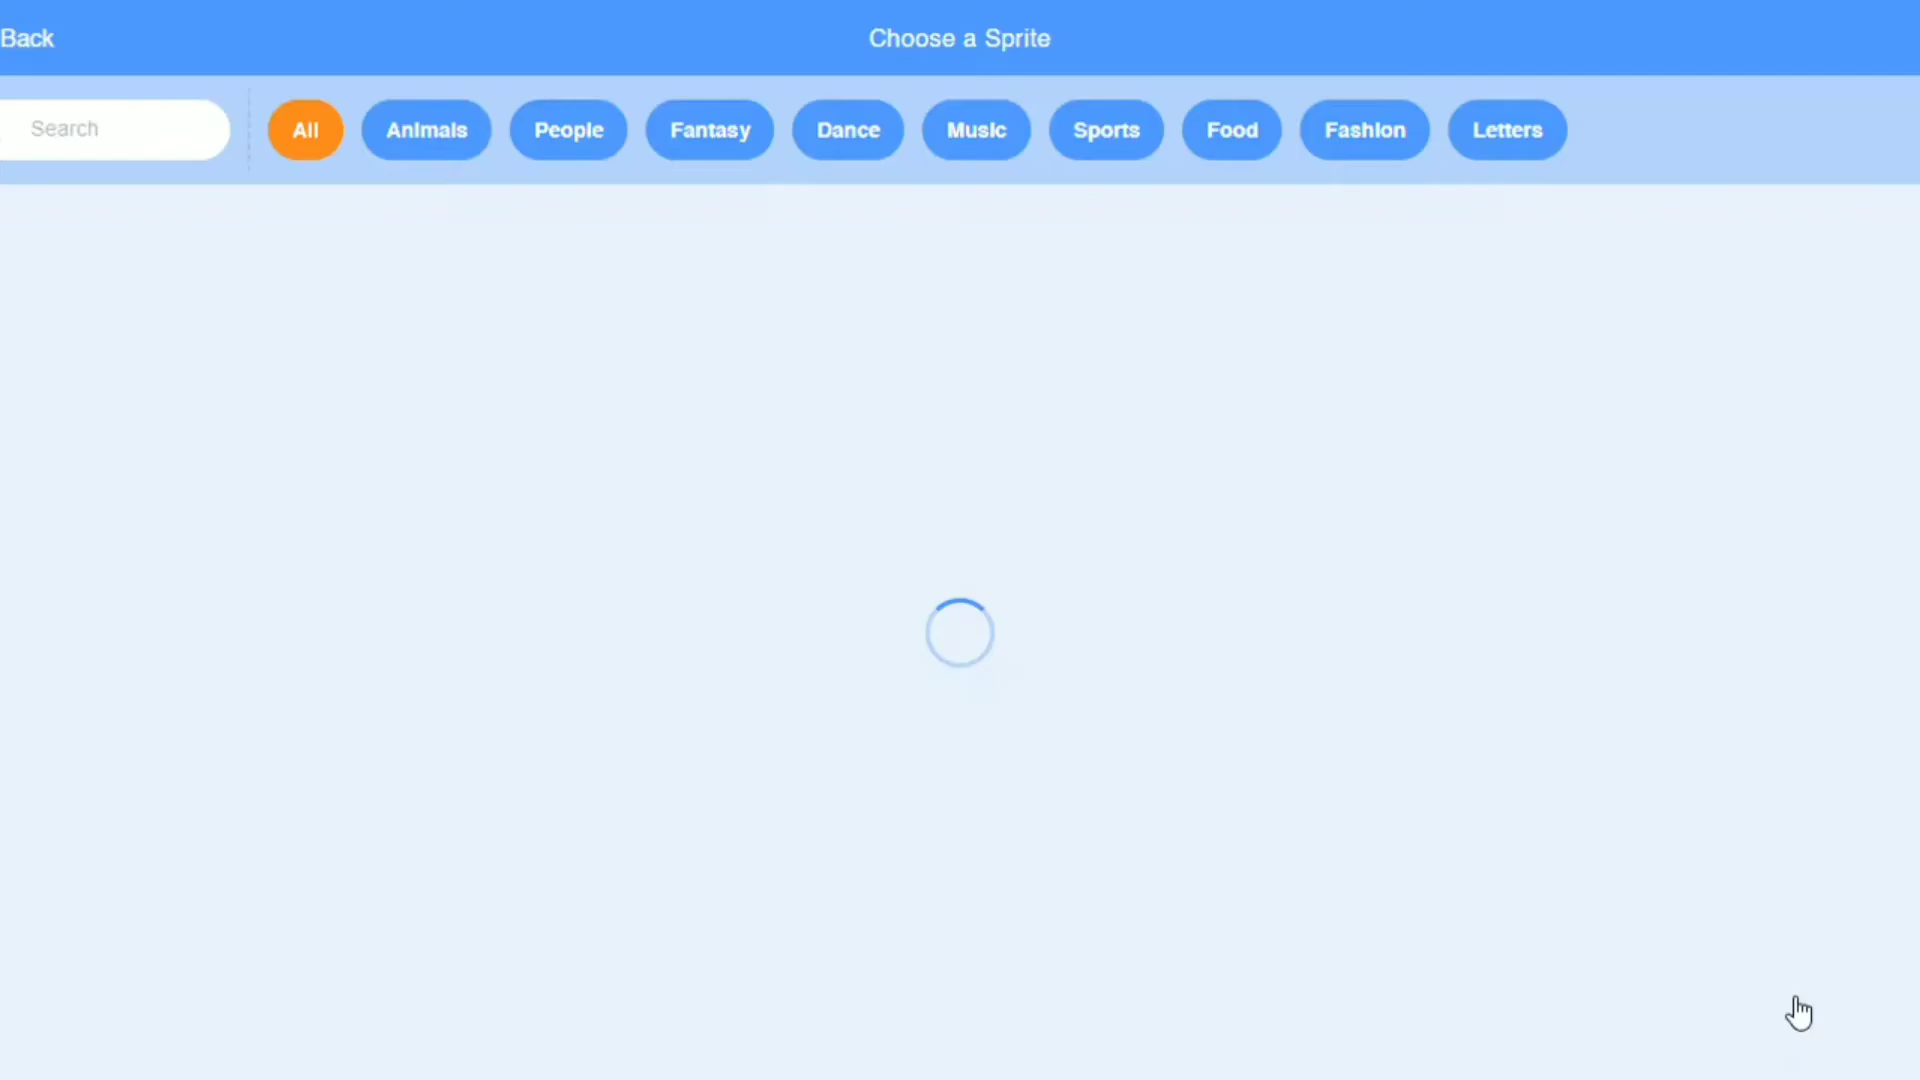 Back
Choose a Sprite
Search
All
Animals
People
Fantasy
Dance
Music
Sports
Food
Fashion
Letters